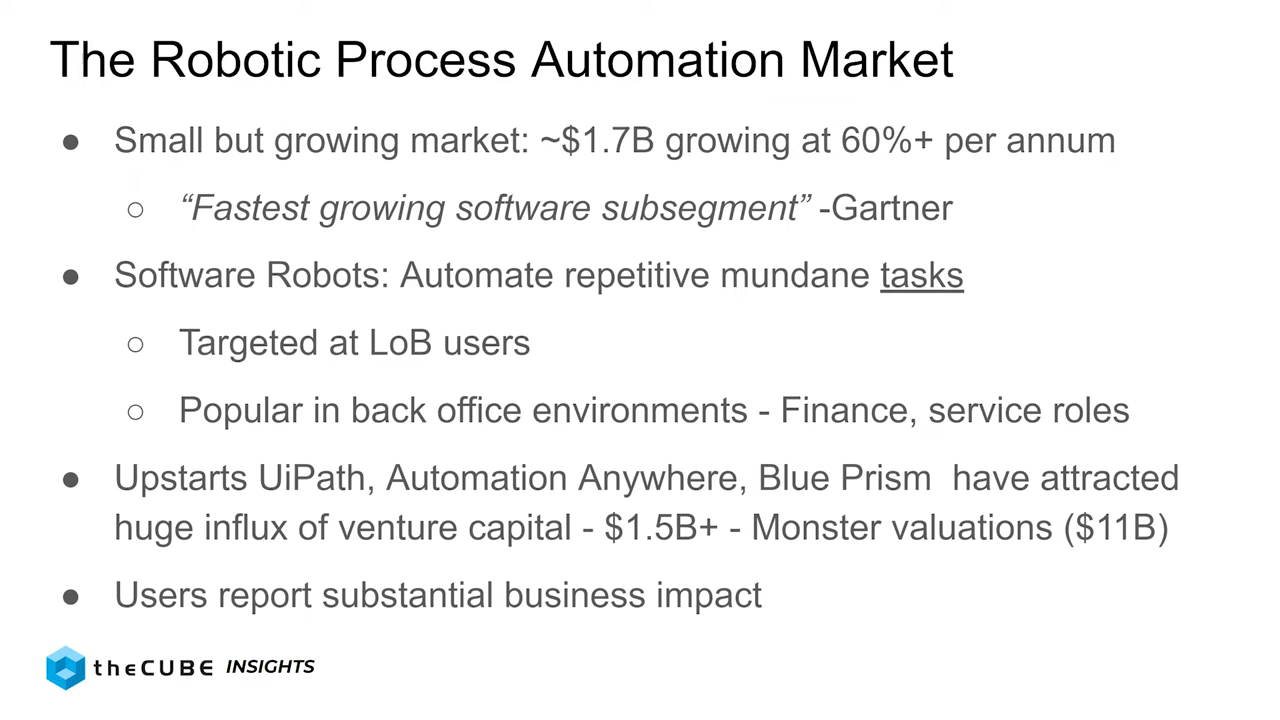 The Robotic Process Automation Market
● Small but growing market: ~$1.7B growing at 60%+ per annum
○ “Fastest growing software subsegment” -Gartner
● Software Robots: Automate repetitive mundane tasks
○ Targeted at LoB users
○ Popular in back office environments - Finance, service roles
● Upstarts UiPath, Automation Anywhere, Blue Prism  have attracted
huge influx of venture capital - $1.5B+ - Monster valuations ($11B)
● Users report substantial business impact
theCUBE INSIGHTS